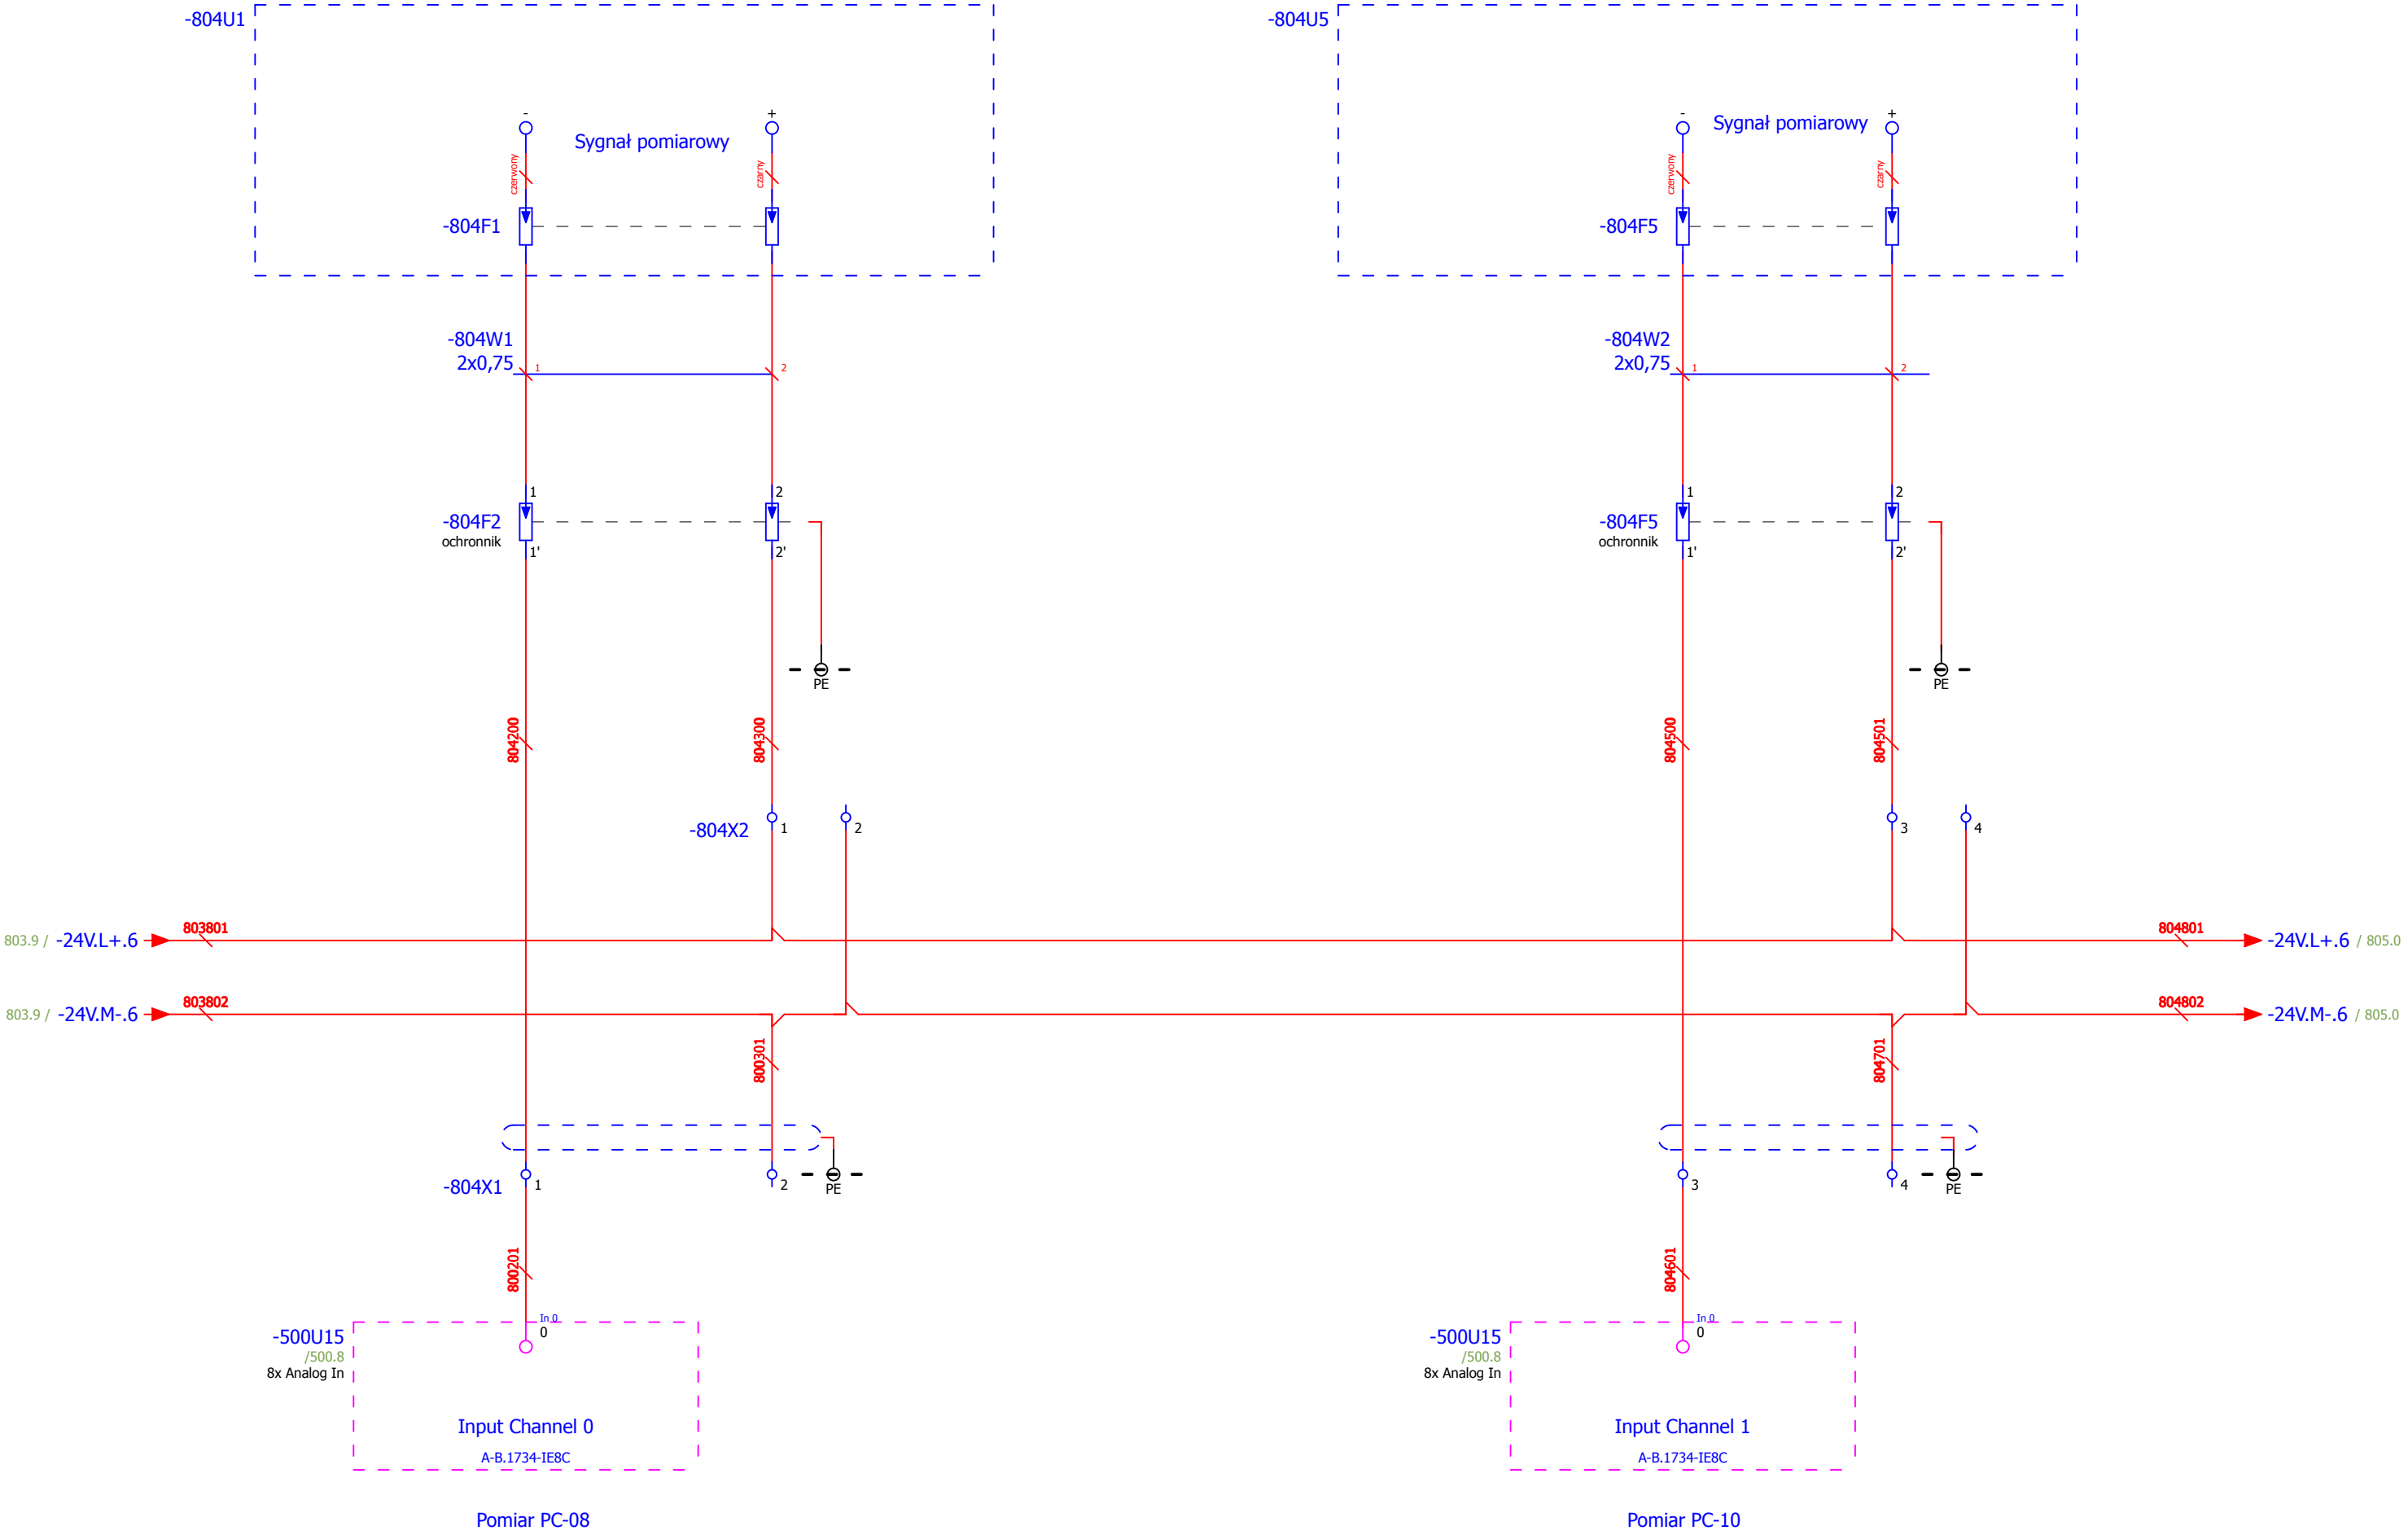 -804U1
-804U5
-
+
-
+
Sygnał pomiarowy
Sygnał pomiarowy
czerwony
czarny
czerwony
czarny
-804F1
-804F5
-804W1
2x0,75
1
2
-804W2
2x0,75
1
2
1
2
-804F2
ochronnik
1'
2'
1
2
-804F5
ochronnik
1'
2'
PE
PE
804200
804300
804500
804501
-804X2
1
2
3
4
803.9 / -24V.L+.6
803801
804801
-24V.L+.6 / 805.0
803.9 / -24V.M-.6
803802
804802
-24V.M-.6 / 805.0
800301
804701
-804X1
1
2
PE
3
4
PE
800201
804601
-500U15
/500.8
8x Analog In
In 0
0
Input Channel 0
A-B.1734-IE8C
-500U15
/500.8
8x Analog In
In 0
0
Input Channel 1
A-B.1734-IE8C
Pomiar PC-08
Pomiar PC-10